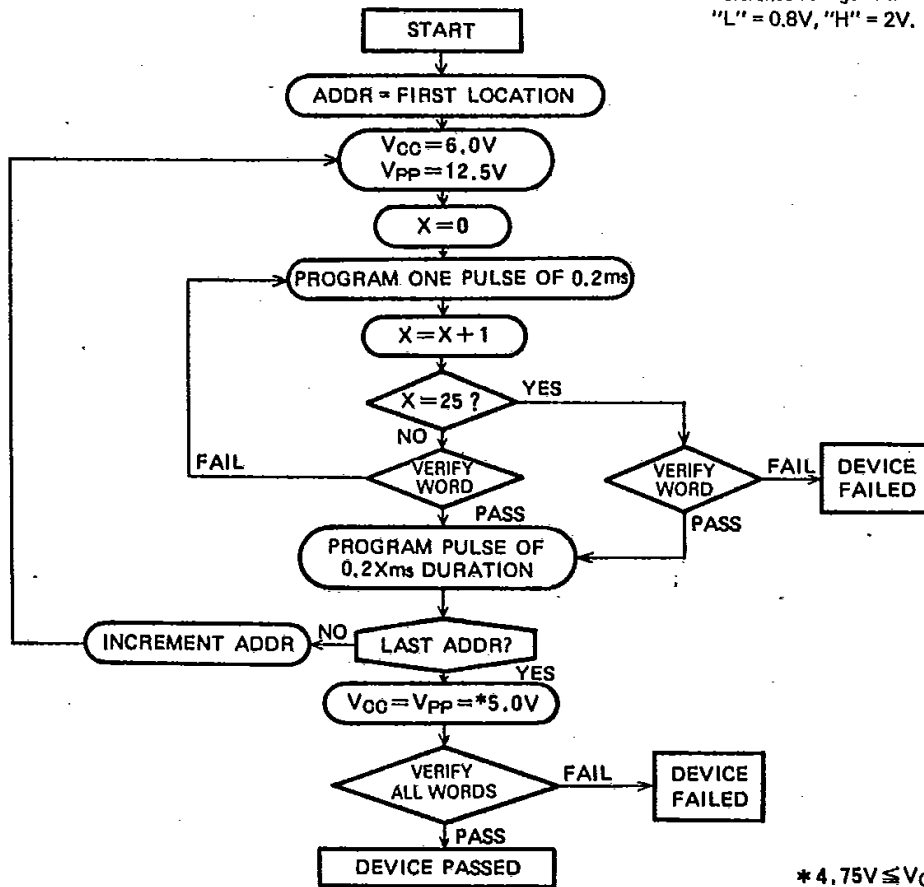 "L" = 0.8V, "H" = 2V.
START
ADDR = FIRST LOCATION
VCC = 6.0V
VPP = 12.5V
X = 0
PROGRAM ONE PULSE OF 0.2ms
X = X + 1
X = 25 ?
YES
NO
FAIL
VERIFY
WORD
PASS
VERIFY
WORD
FAIL
PASS
DEVICE
FAILED
PROGRAM PULSE OF
0.2Xms DURATION
INCREMENT ADDR
NO
LAST ADDR?
YES
VCC = VPP = *5.0V
VERIFY
ALL WORDS
FAIL
DEVICE
FAILED
PASS
DEVICE PASSED
*4.75V ≦